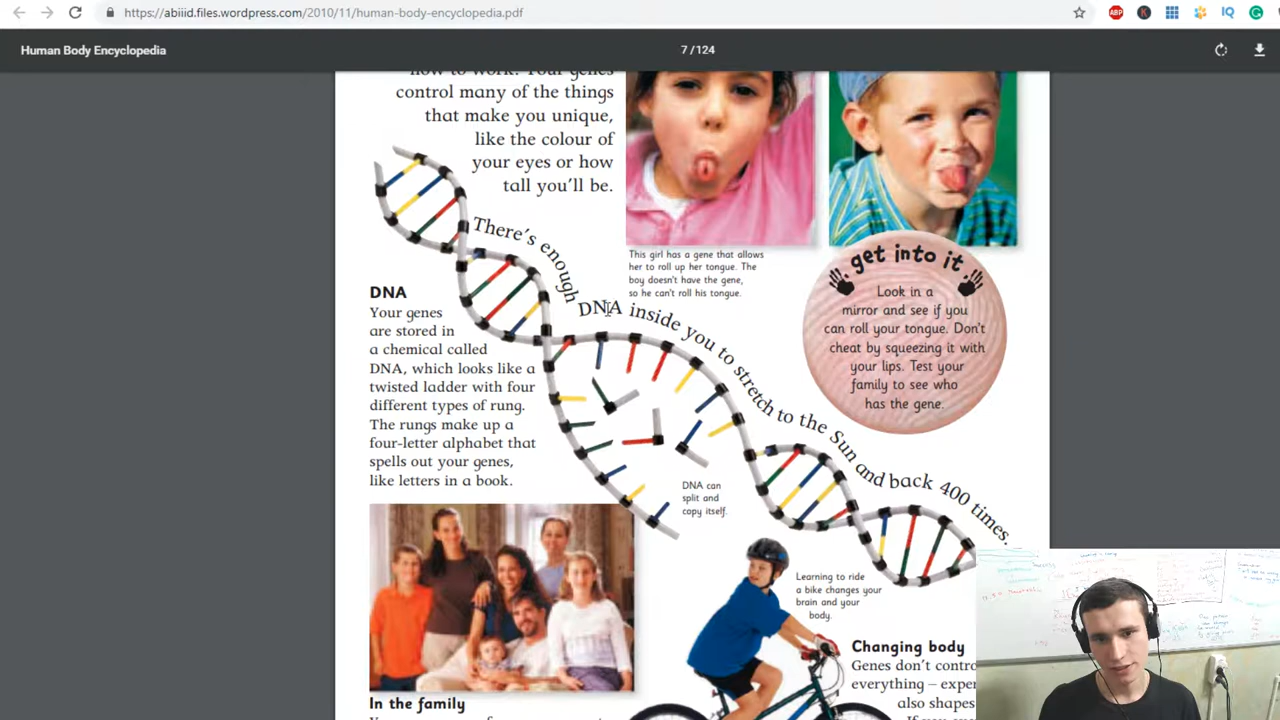 https://abiiid.files.wordpress.com/2010/11/human-body-encyclopedia.pdf
ABP
K
IQ
G
Human Body Encyclopedia
7 / 124
how to work. Your genes
control many of the things
that make you unique,
like the colour of
your eyes or how
tall you'll be.
There's enough DNA inside you to stretch to the Sun and back 400 times.
This girl has a gene that allows
her to roll up her tongue. The
boy doesn't have the gene,
so he can't roll his tongue.
get into it
Look in a
mirror and see if you
can roll your tongue. Don't
cheat by squeezing it with
your lips. Test your
family to see who
has the gene.
DNA
Your genes
are stored in
a chemical called
DNA, which looks like a
twisted ladder with four
different types of rung.
The rungs make up a
four-letter alphabet that
spells out your genes,
like letters in a book.
DNA can
split and
copy itself.
Learning to ride
a bike changes your
brain and your
body.
In the family
Changing body
Genes don't contro
everything – exper
also shapes